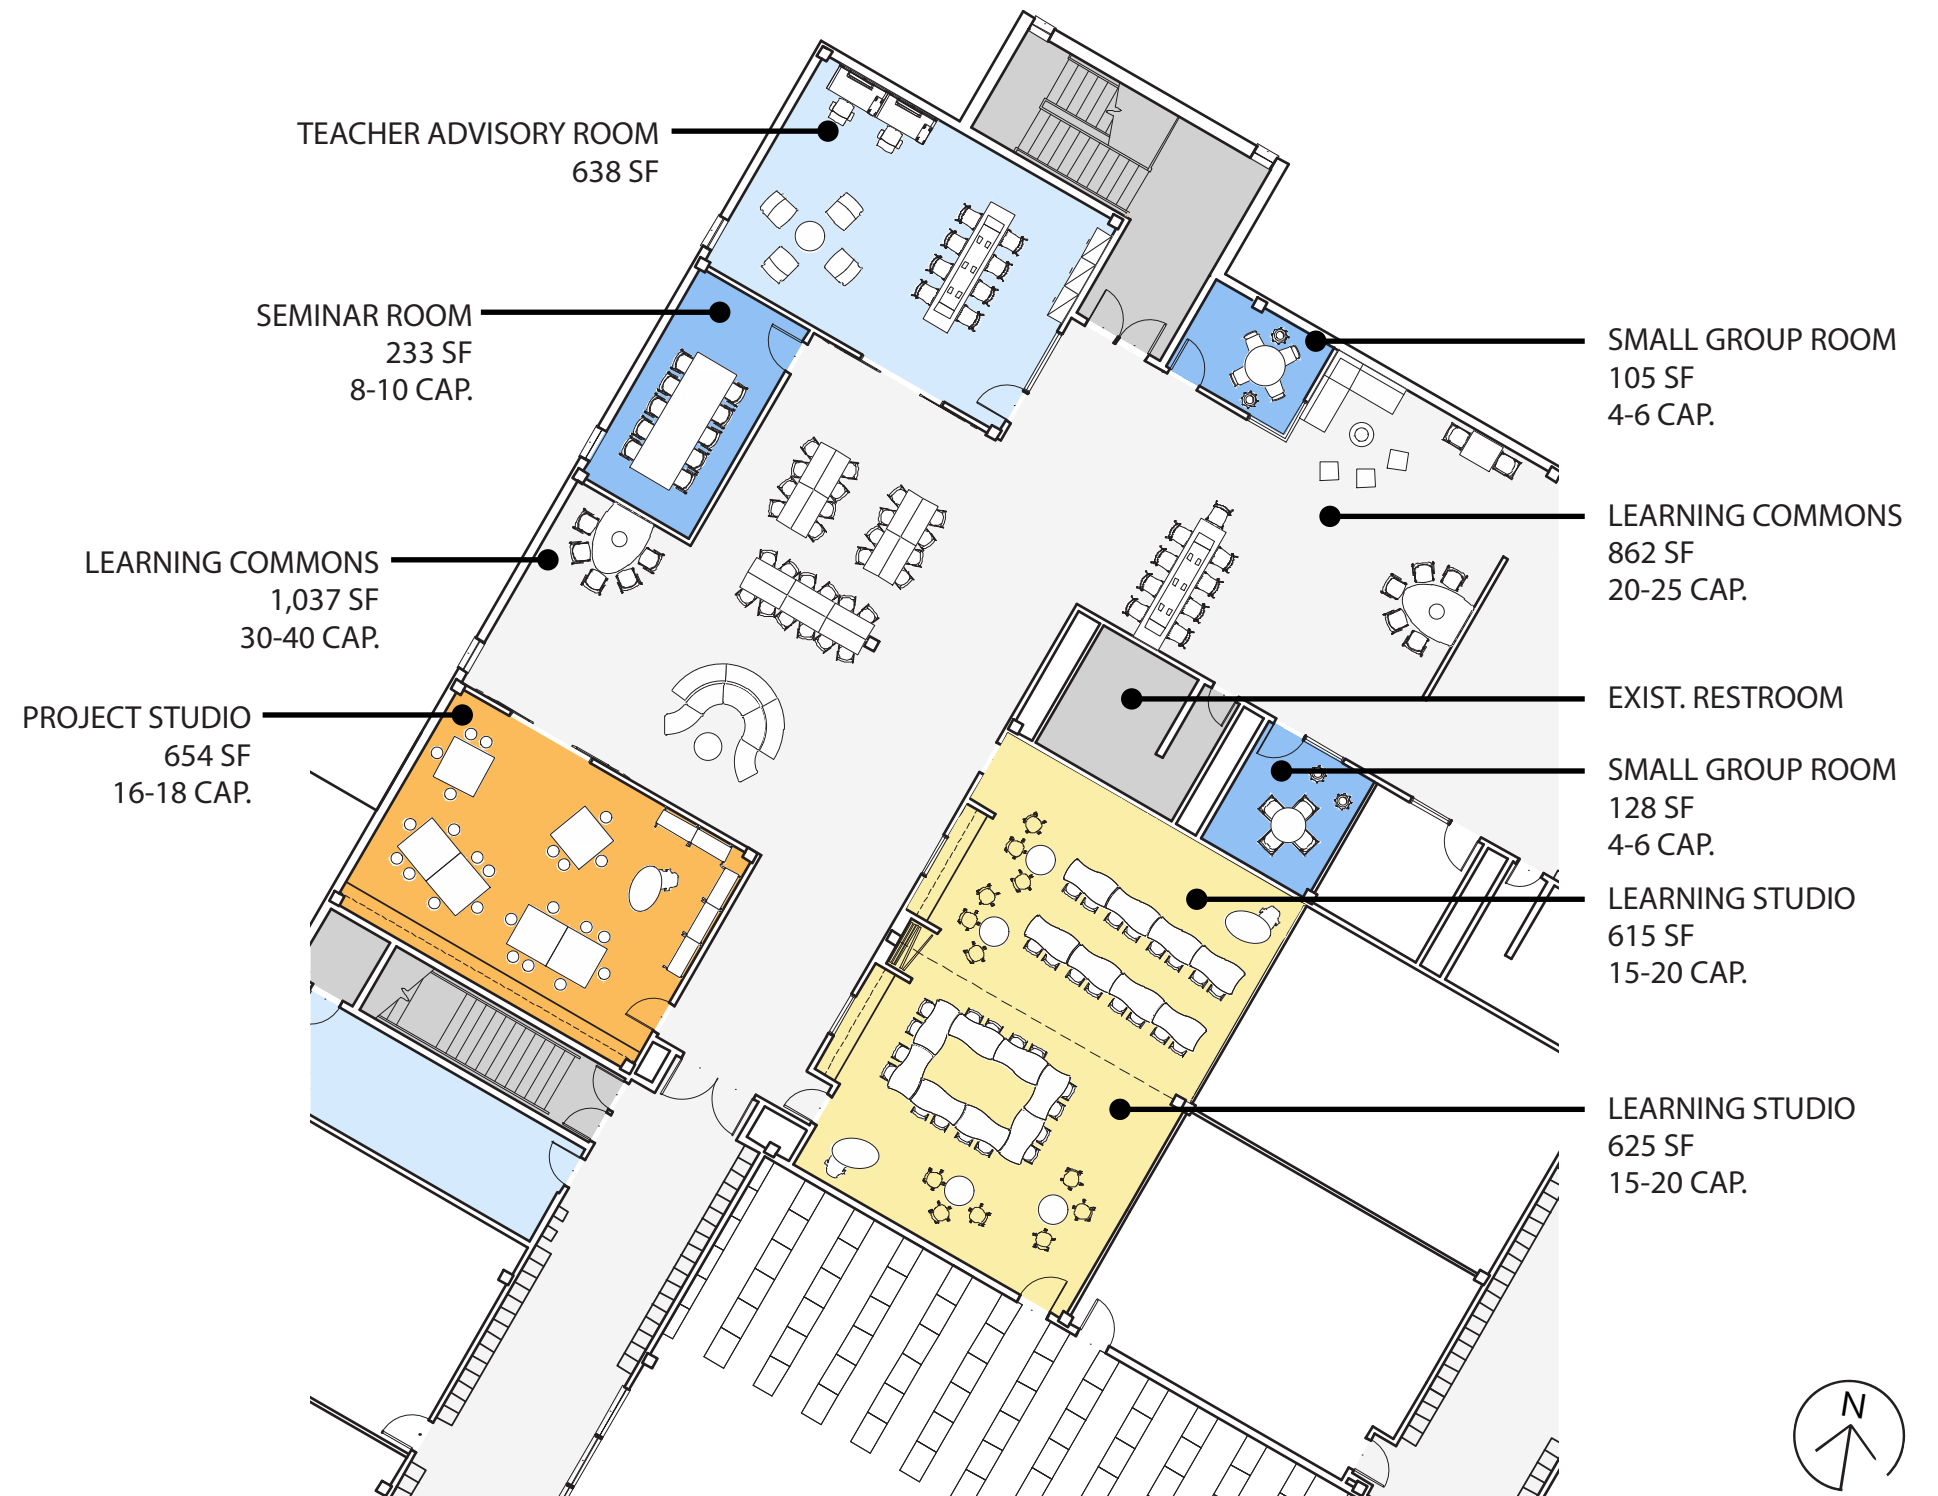 TEACHER ADVISORY ROOM
638 SF
SEMINAR ROOM
233 SF
8-10 CAP.
LEARNING COMMONS
1,037 SF
30-40 CAP.
PROJECT STUDIO
654 SF
16-18 CAP.
SMALL GROUP ROOM
105 SF
4-6 CAP.
LEARNING COMMONS
862 SF
20-25 CAP.
EXIST. RESTROOM
SMALL GROUP ROOM
128 SF
4-6 CAP.
LEARNING STUDIO
615 SF
15-20 CAP.
LEARNING STUDIO
625 SF
15-20 CAP.
N